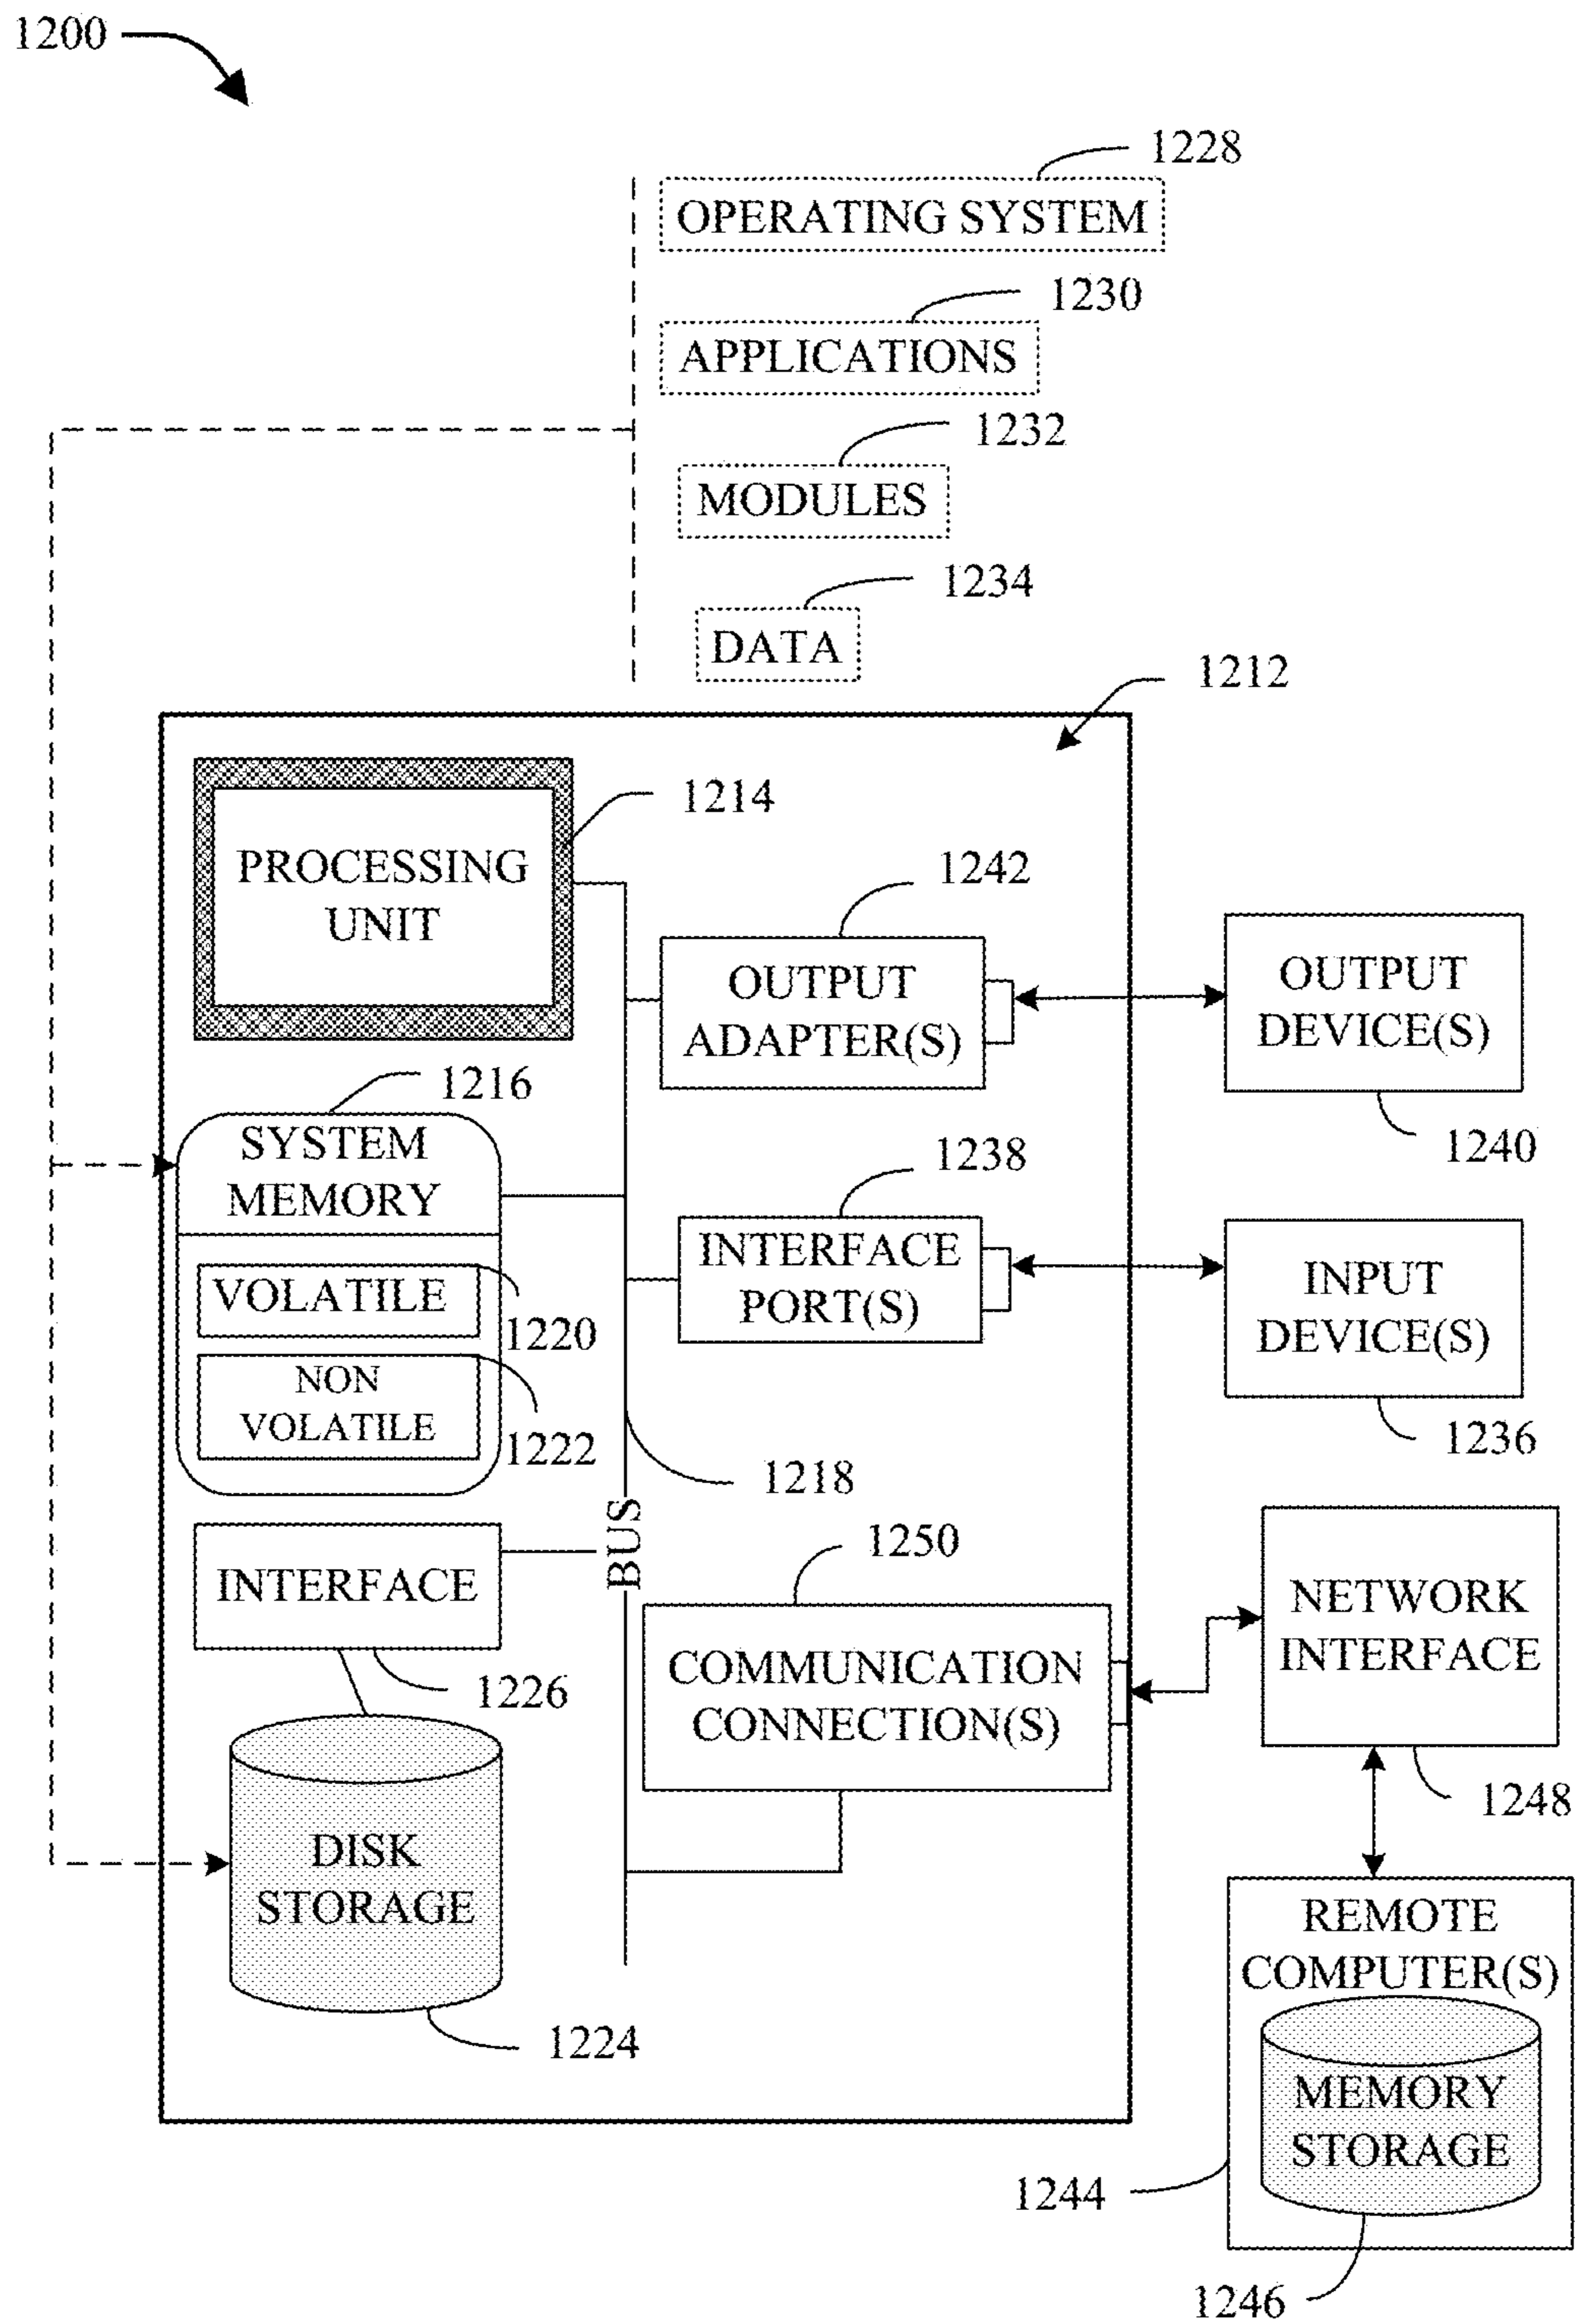 1200
1228
OPERATING SYSTEM
1230
APPLICATIONS
1232
MODULES
1234
DATA
1212
1214
PROCESSING
UNIT
1242
OUTPUT
ADAPTER(S)
OUTPUT
DEVICE(S)
1240
1216
SYSTEM
MEMORY
VOLATILE
1220
NON
VOLATILE
1222
1238
INTERFACE
PORT(S)
INPUT
DEVICE(S)
1236
1218
BUS
INTERFACE
1226
1250
COMMUNICATION
CONNECTION(S)
NETWORK
INTERFACE
1248
DISK
STORAGE
1224
REMOTE
COMPUTER(S)
MEMORY
STORAGE
1244
1246